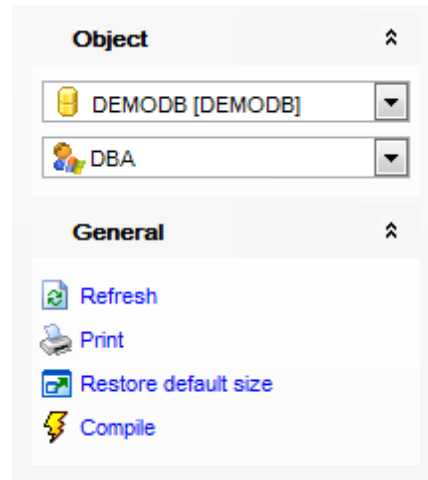 Object
DEMODB [DEMODB]
DBA
General
Refresh
Print
Restore default size
Compile